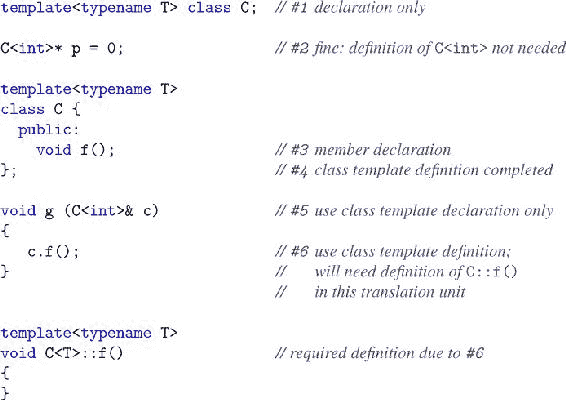 template<typename T> class C; // #1 declaration only
C<int>* p = 0; // #2 fine: definition of C<int> not needed
template<typename T>
class C {
public:
void f(); // #3 member declaration
}; // #4 class template definition completed
void g (C<int>& c) // #5 use class template declaration only
{
c.f(); // #6 use class template definition;
} // will need definition of C::f()
// in this translation unit
template<typename T>
void C<T>::f() // required definition due to #6
{
}